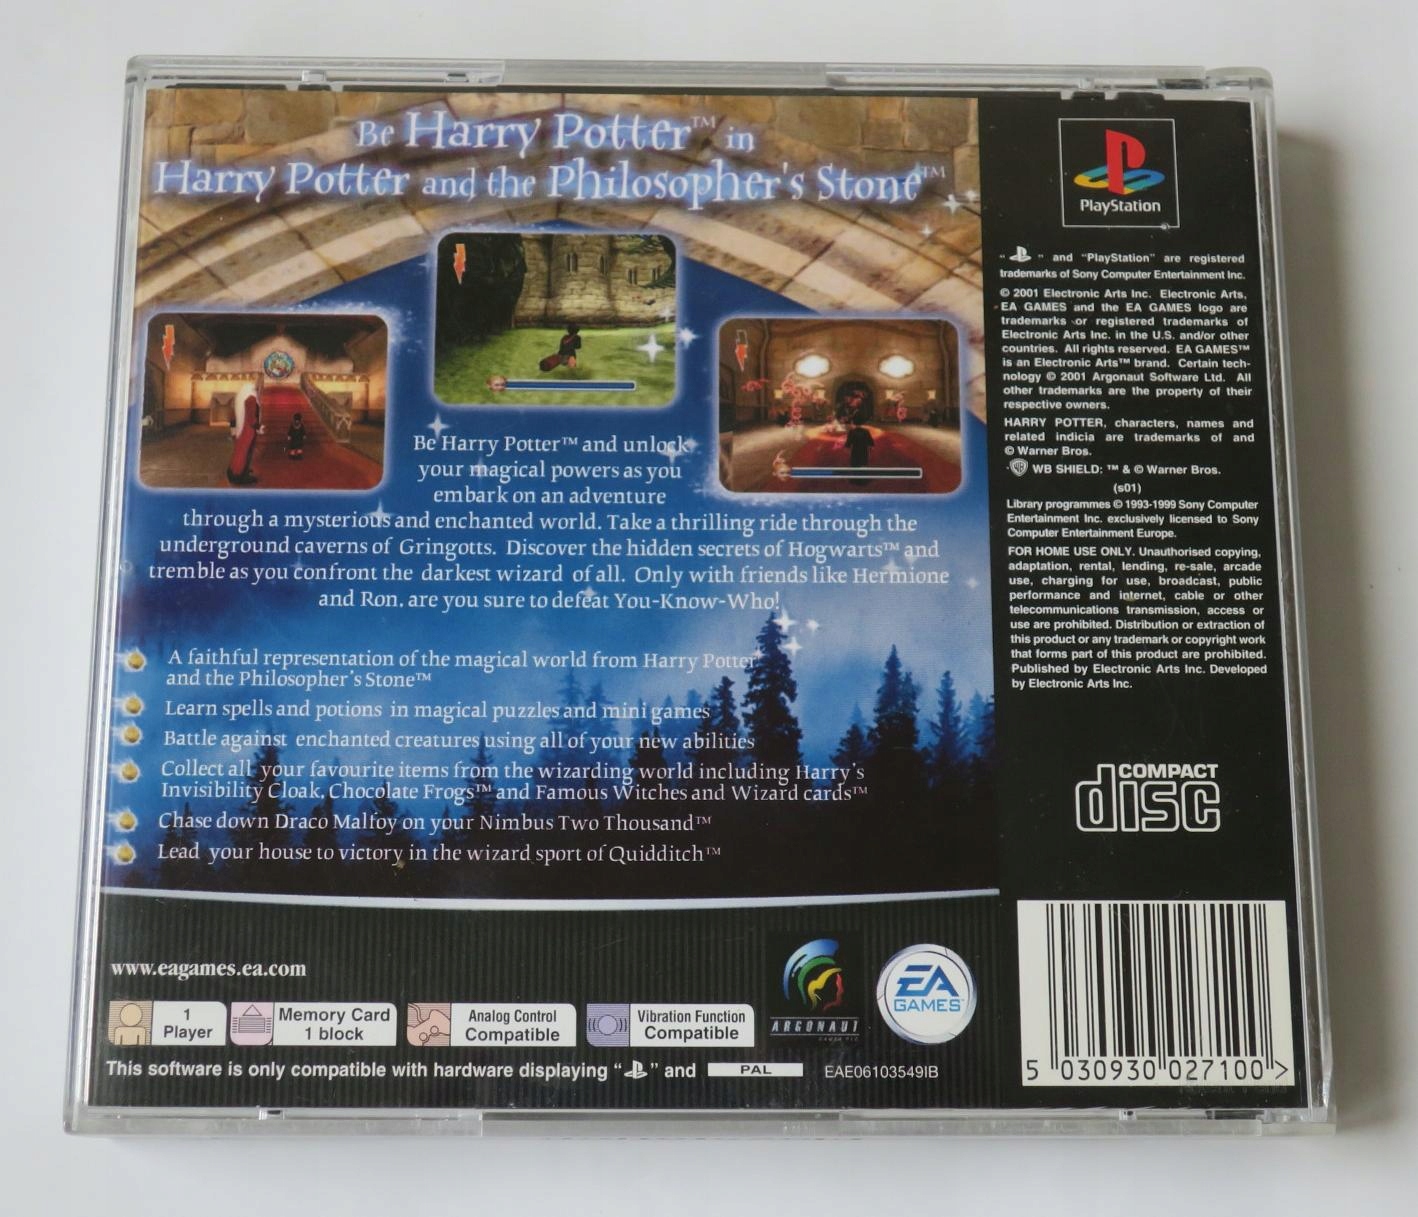 Be Harry Potter™ in
Harry Potter and the Philosopher's Stone™
Be Harry Potter™ and unlock
your magical powers as you
embark on an adventure
through a mysterious and enchanted world. Take a thrilling ride through the
underground caverns of Gringotts. Discover the hidden secrets of Hogwarts™ and
tremble as you confront the darkest wizard of all. Only with friends like Hermione
and Ron. are you sure to defeat You-Know-Who!
A faithful representation of the magical world from Harry Potter
and the Philosopher's Stone™
Learn spells and potions in magical puzzles and mini games
Battle against enchanted creatures using all of your new abilities
Collect all your favourite items from the wizarding world including Harry's
Invisibility Cloak, Chocolate Frogs™ and Famous Witches and Wizard cards™
Chase down Draco Malfoy on your Nimbus Two Thousand™
Lead your house to victory in the wizard sport of Quidditch™
www.eagames.ea.com
1
Player
Memory Card
1 block
Analog Control
Compatible
Vibration Function
Compatible
ARGONAUT
GAMES PLC
EA
GAMES™
This software is only compatible with hardware displaying “ ” and PAL EAE06103549IB
PlayStation
“ ” and “PlayStation” are registered
trademarks of Sony Computer Entertainment Inc.
© 2001 Electronic Arts Inc. Electronic Arts,
EA GAMES and the EA GAMES logo are
trademarks or registered trademarks of
Electronic Arts Inc. in the U.S. and/or other
countries. All rights reserved. EA GAMES™
is an Electronic Arts™ brand. Certain tech-
nology © 2001 Argonaut Software Ltd. All
other trademarks are the property of their
respective owners.
HARRY POTTER, characters, names and
related indicia are trademarks of and
© Warner Bros.
WB SHIELD: ™ & © Warner Bros.
(s01)
Library programmes © 1993-1999 Sony Computer
Entertainment Inc. exclusively licensed to Sony
Computer Entertainment Europe.
FOR HOME USE ONLY. Unauthorised copying,
adaptation, rental, lending, re-sale, arcade
use, charging for use, broadcast, public
performance and internet, cable or other
telecommunications transmission, access or
use are prohibited. Distribution or extraction of
this product or any trademark or copyright work
that forms part of this product are prohibited.
Published by Electronic Arts Inc. Developed
by Electronic Arts Inc.
COMPACT
disc
5 030930 027100 >